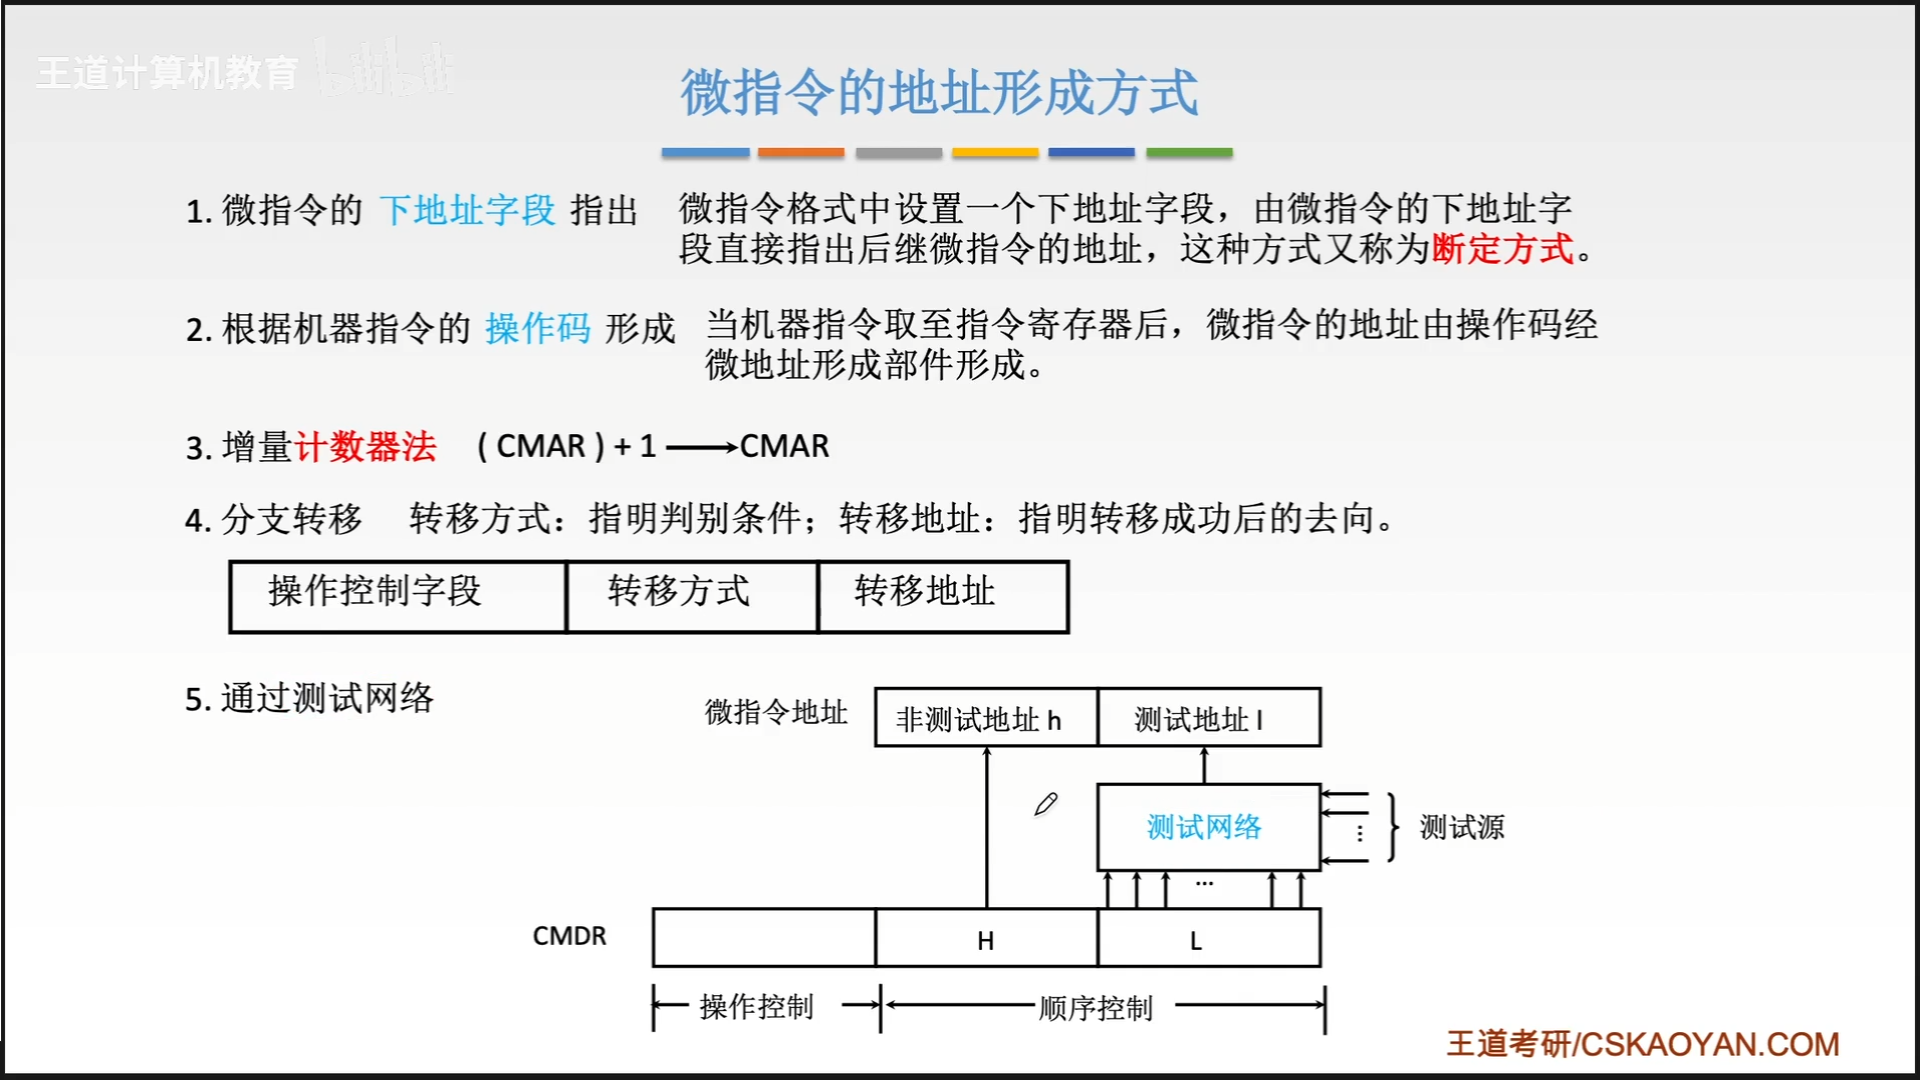 王道计算机教育 bilibili
微指令的地址形成方式
1. 微指令的 下地址字段 指出
微指令格式中设置一个下地址字段，由微指令的下地址字
段直接指出后继微指令的地址，这种方式又称为断定方式。
2. 根据机器指令的 操作码 形成
当机器指令取至指令寄存器后，微指令的地址由操作码经
微地址形成部件形成。
3. 增量计数器法 ( CMAR ) + 1 ⟶ CMAR
4. 分支转移 转移方式：指明判别条件；转移地址：指明转移成功后的去向。
操作控制字段 转移方式 转移地址
5. 通过测试网络
微指令地址 非测试地址 h 测试地址 l
测试网络 ... 测试源
...
CMDR H L
操作控制 顺序控制
王道考研/CSKAOYAN.COM